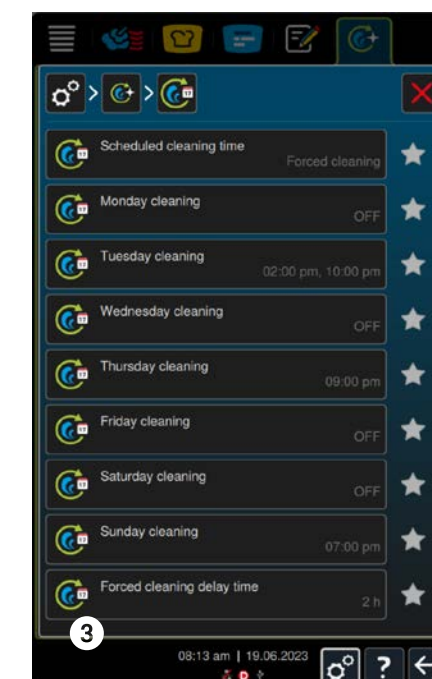 > >
Scheduled cleaning time
Forced cleaning
Monday cleaning
OFF
Tuesday cleaning
02:00 pm, 10:00 pm
Wednesday cleaning
OFF
Thursday cleaning
09:00 pm
Friday cleaning
OFF
Saturday cleaning
OFF
Sunday cleaning
07:00 pm
Forced cleaning delay time
2 h
3
08:13 am | 19.06.2023
P
?